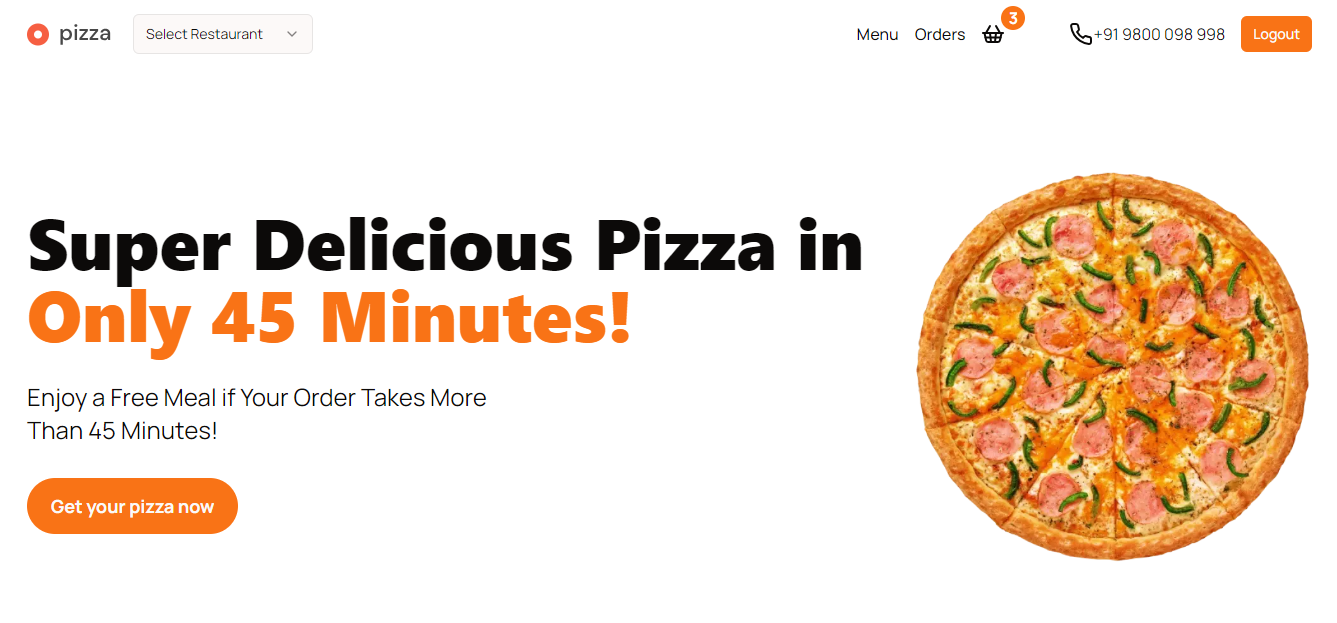 pizza
Select Restaurant
Menu
Orders
3
+91 9800 098 998
Logout
Super Delicious Pizza in
Only 45 Minutes!
Enjoy a Free Meal if Your Order Takes More
Than 45 Minutes!
Get your pizza now